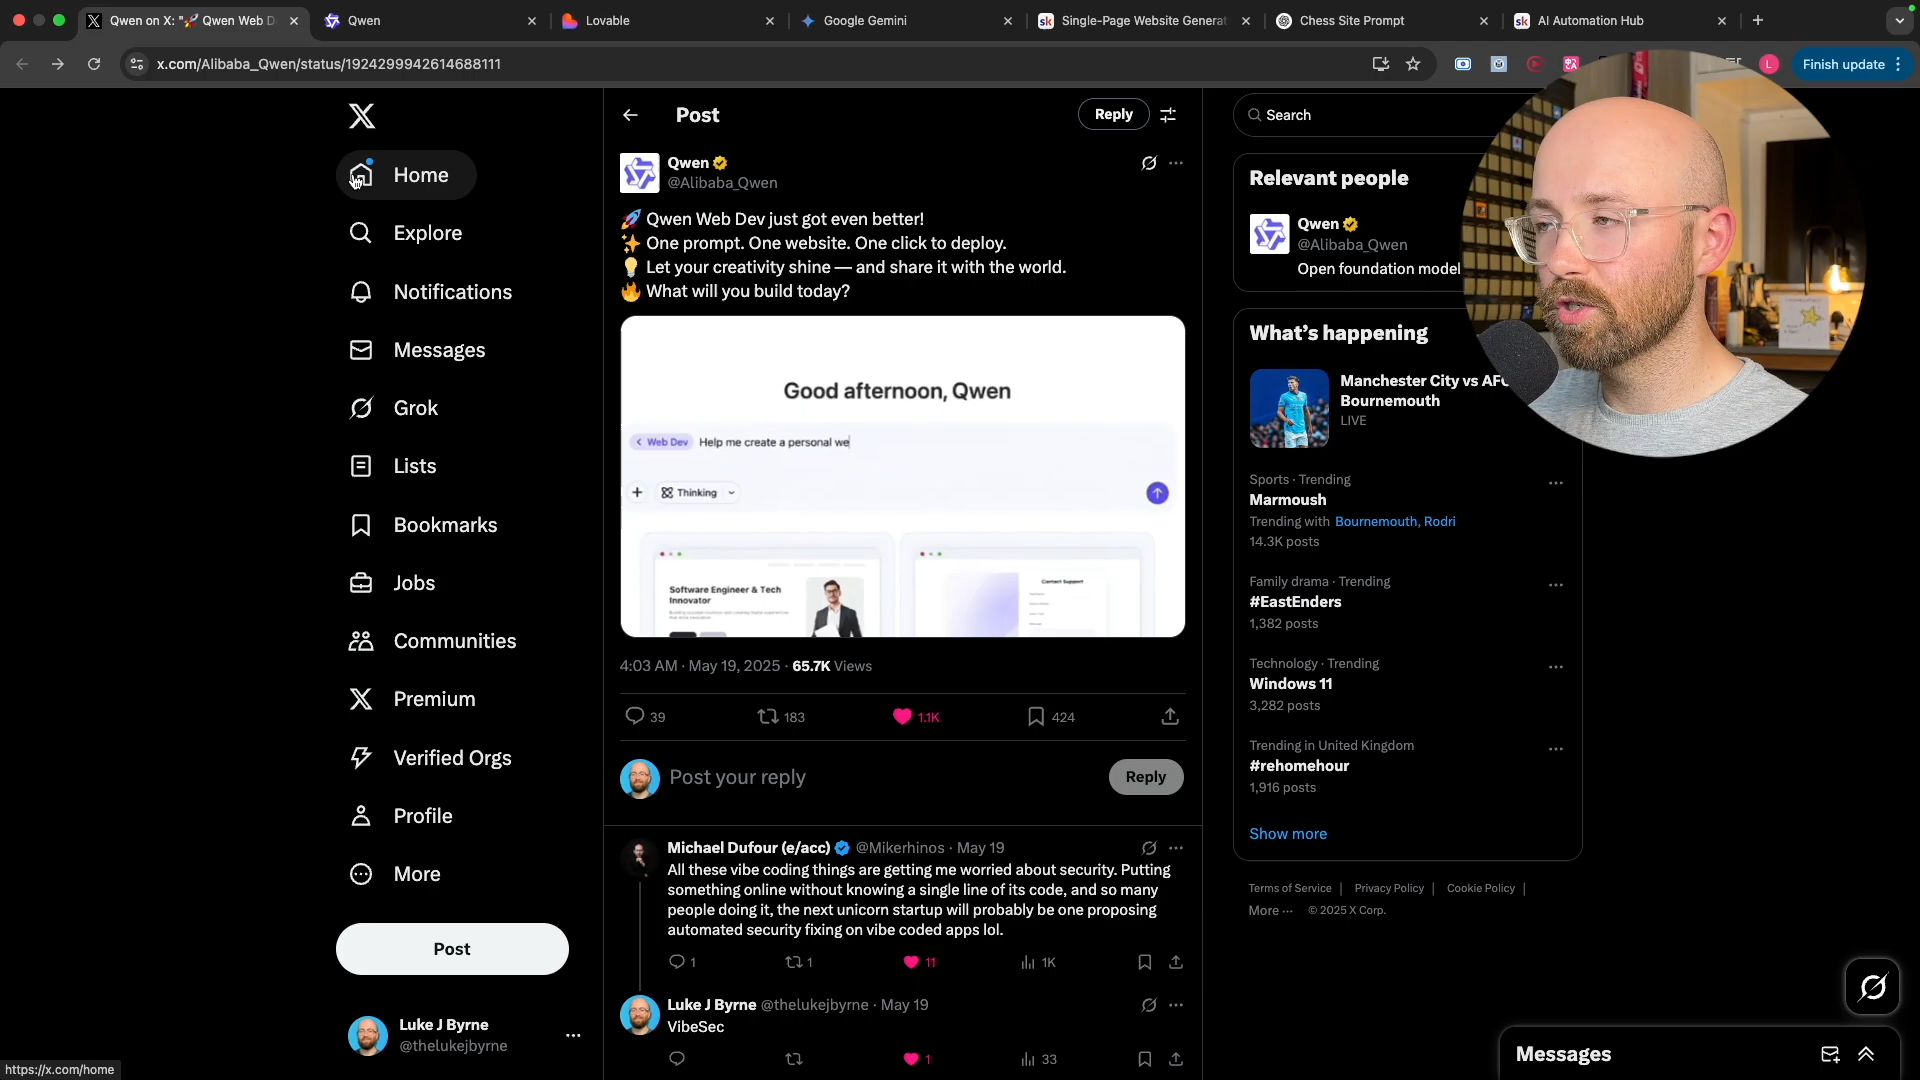 Qwen on X: "🚀 Qwen Web D
Qwen
Lovable
Google Gemini
Single-Page Website Generat
Chess Site Prompt
AI Automation Hub
x.com/Alibaba_Qwen/status/1924299942614688111
Finish update
Home
Explore
Notifications
Messages
Grok
Lists
Bookmarks
Jobs
Communities
Premium
Verified Orgs
Profile
More
Post
Luke J Byrne
@thelukejbyrne
https://x.com/home
Post
Reply
Qwen
@Alibaba_Qwen
🚀 Qwen Web Dev just got even better!
✨ One prompt. One website. One click to deploy.
💡 Let your creativity shine — and share it with the world.
🔥 What will you build today?
Good afternoon, Qwen
Web Dev Help me create a personal we
Thinking
Software Engineer & Tech
Innovator
Contact Support
4:03 AM · May 19, 2025 · 65.7K Views
39 183 1.1K 424
Post your reply
Reply
Michael Dufour (e/acc) @Mikerhinos · May 19
All these vibe coding things are getting me worried about security. Putting
something online without knowing a single line of its code, and so many
people doing it, the next unicorn startup will probably be one proposing
automated security fixing on vibe coded apps lol.
1 1 11 1K
Luke J Byrne @thelukejbyrne · May 19
VibeSec
1 33
Search
Relevant people
Qwen
@Alibaba_Qwen
Open foundation model
What's happening
Manchester City vs AFC
Bournemouth
LIVE
Sports · Trending
Marmoush
Trending with Bournemouth, Rodri
14.3K posts
Family drama · Trending
#EastEnders
1,382 posts
Technology · Trending
Windows 11
3,282 posts
Trending in United Kingdom
#rehomehour
1,916 posts
Show more
Terms of Service | Privacy Policy | Cookie Policy |
More ··· © 2025 X Corp.
Messages